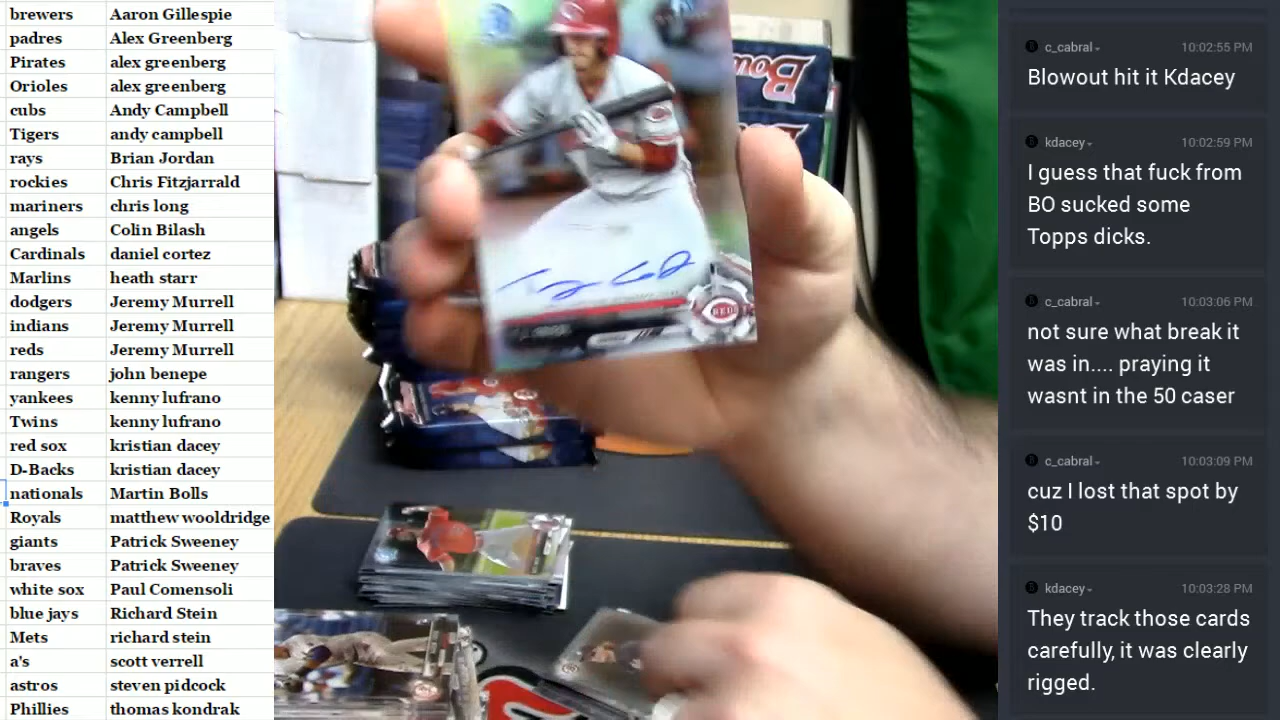 brewers Aaron Gillespie
padres Alex Greenberg
Pirates alex greenberg
Orioles alex greenberg
cubs Andy Campbell
Tigers andy campbell
rays Brian Jordan
rockies Chris Fitzjarrald
mariners chris long
angels Colin Bilash
Cardinals daniel cortez
Marlins heath starr
dodgers Jeremy Murrell
indians Jeremy Murrell
reds Jeremy Murrell
rangers john benepe
yankees kenny lufrano
Twins kenny lufrano
red sox kristian dacey
D-Backs kristian dacey
nationals Martin Bolls
Royals matthew wooldridge
giants Patrick Sweeney
braves Patrick Sweeney
white sox Paul Comensoli
blue jays Richard Stein
Mets richard stein
a's scott verrell
astros steven pidcock
Phillies thomas kondrak
Bow
REDS
c_cabral 10:02:55 PM
Blowout hit it Kdacey
kdacey 10:02:59 PM
I guess that fuck from
BO sucked some
Topps dicks.
c_cabral 10:03:06 PM
not sure what break it
was in.... praying it
wasnt in the 50 caser
c_cabral 10:03:09 PM
cuz I lost that spot by
$10
kdacey 10:03:28 PM
They track those cards
carefully, it was clearly
rigged.